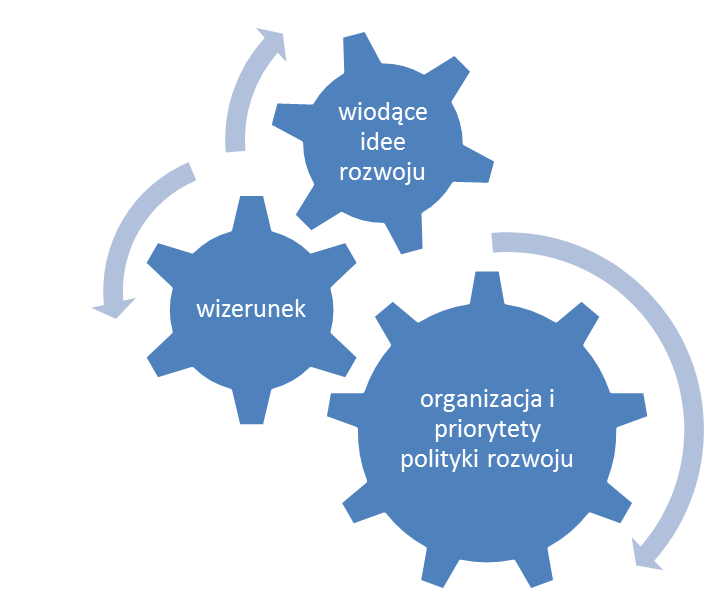 wiodące
idee
rozwoju
wizerunek
organizacja i
priorytety
polityki rozwoju